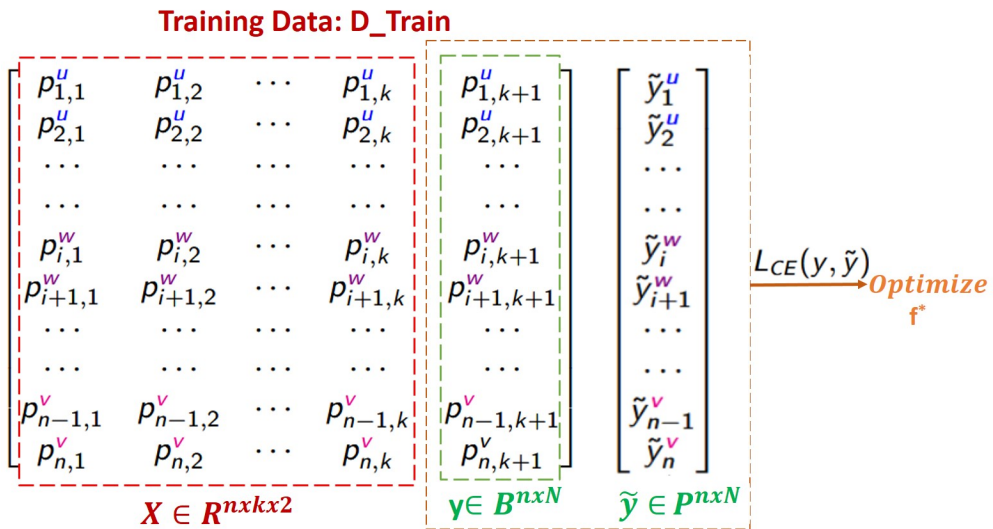 Training Data: D_Train
p^u_{1,1} p^u_{1,2} ⋯ p^u_{1,k} p^u_{1,k+1} ỹ^u_1
p^u_{2,1} p^u_{2,2} ⋯ p^u_{2,k} p^u_{2,k+1} ỹ^u_2
⋯ ⋯ ⋯ ⋯ ⋯ ⋯
⋯ ⋯ ⋯ ⋯ ⋯ ⋯
p^w_{i,1} p^w_{i,2} ⋯ p^w_{i,k} p^w_{i,k+1} ỹ^w_i
p^w_{i+1,1} p^w_{i+1,2} ⋯ p^w_{i+1,k} p^w_{i+1,k+1} ỹ^w_{i+1}
⋯ ⋯ ⋯ ⋯ ⋯ ⋯
⋯ ⋯ ⋯ ⋯ ⋯ ⋯
p^v_{n-1,1} p^v_{n-1,2} ⋯ p^v_{n-1,k} p^v_{n-1,k+1} ỹ^v_{n-1}
p^v_{n,1} p^v_{n,2} ⋯ p^v_{n,k} p^v_{n,k+1} ỹ^v_n
L_{CE}(y, ỹ)
Optimize
f*
X ∈ R^{nxkx2} y∈ B^{nxN} ỹ ∈ P^{nxN}